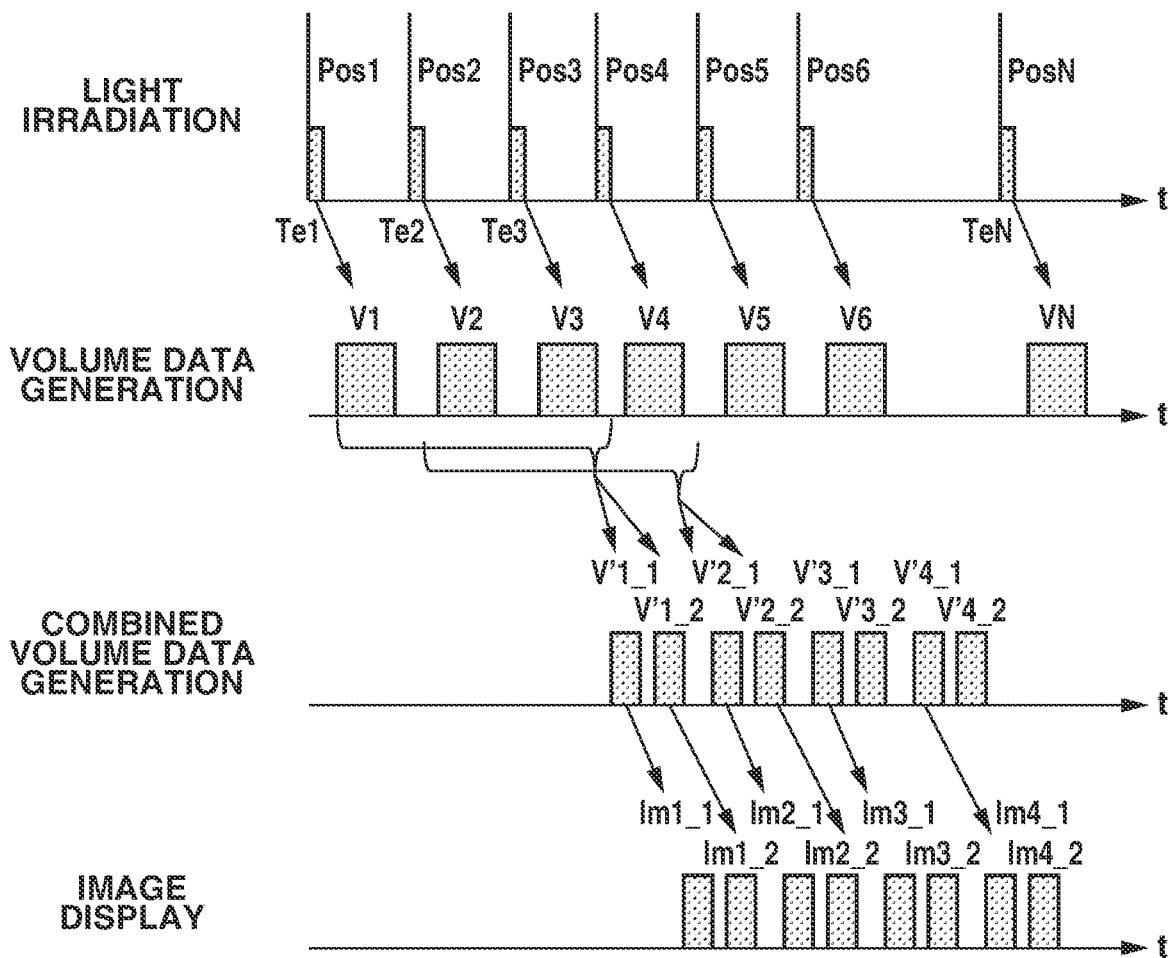 LIGHT
IRRADIATION
Pos1 Pos2 Pos3 Pos4 Pos5 Pos6 PosN
t
Te1 Te2 Te3 TeN
V1 V2 V3 V4 V5 V6 VN
VOLUME DATA
GENERATION
t
V'1_1 V'2_1 V'3_1 V'4_1
V'1_2 V'2_2 V'3_2 V'4_2
COMBINED
VOLUME DATA
GENERATION
t
Im1_1 Im2_1 Im3_1 Im4_1
Im1_2 Im2_2 Im3_2 Im4_2
IMAGE
DISPLAY
t